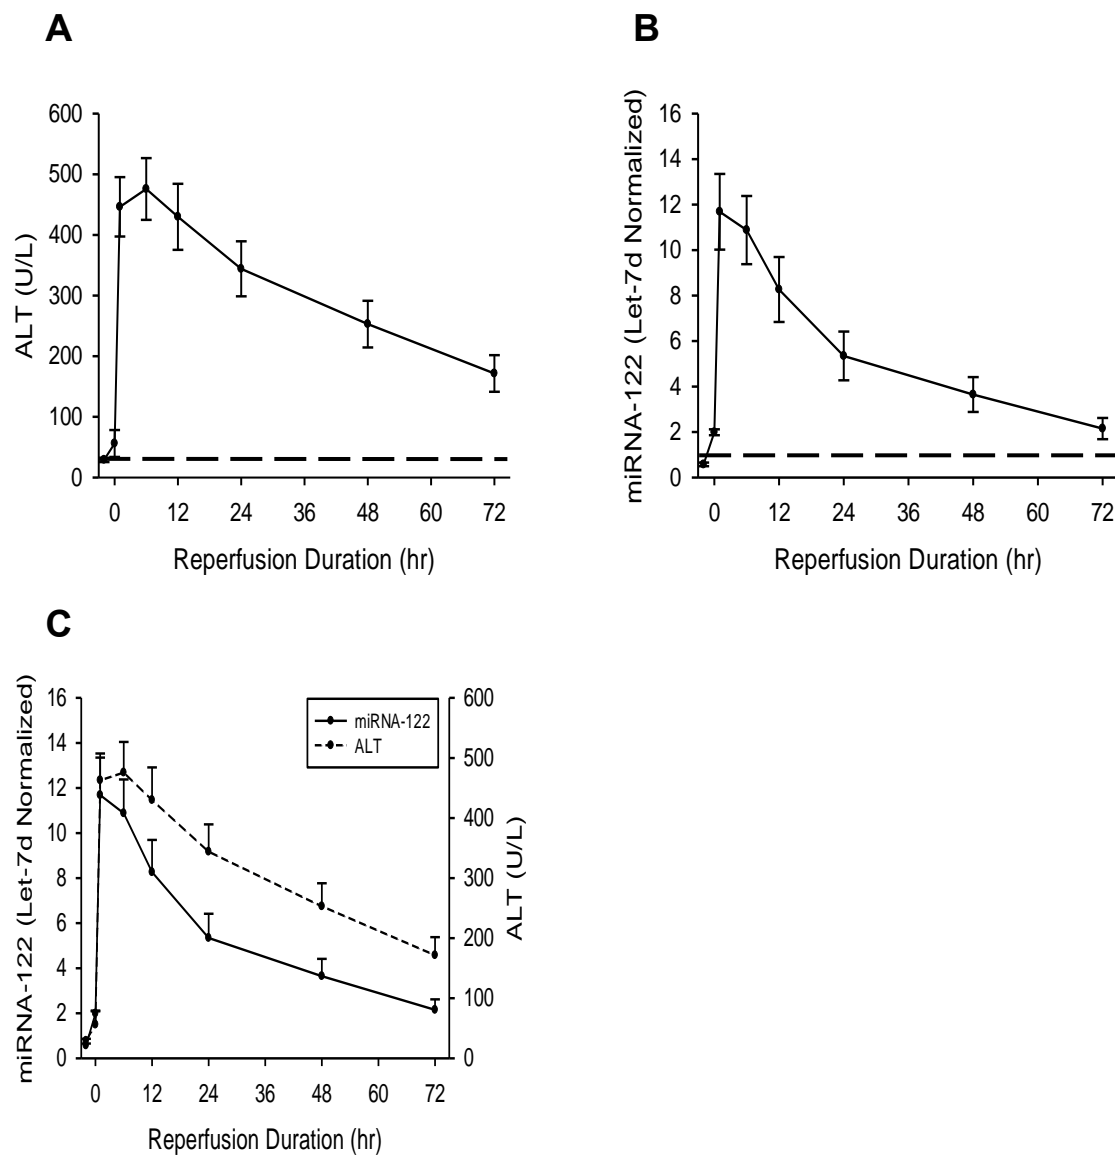 A
ALT (U/L)
600
500
400
300
200
100
0
0 12 24 36 48 60 72
Reperfusion Duration (hr)
B
miRNA-122 (Let-7d Normalized)
16
14
12
10
8
6
4
2
0
0 12 24 36 48 60 72
Reperfusion Duration (hr)
C
miRNA-122 (Let-7d Normalized)
16
14
12
10
8
6
4
2
0
miRNA-122
ALT
600
500
400
300
200
100
0
ALT (U/L)
0 12 24 36 48 60 72
Reperfusion Duration (hr)